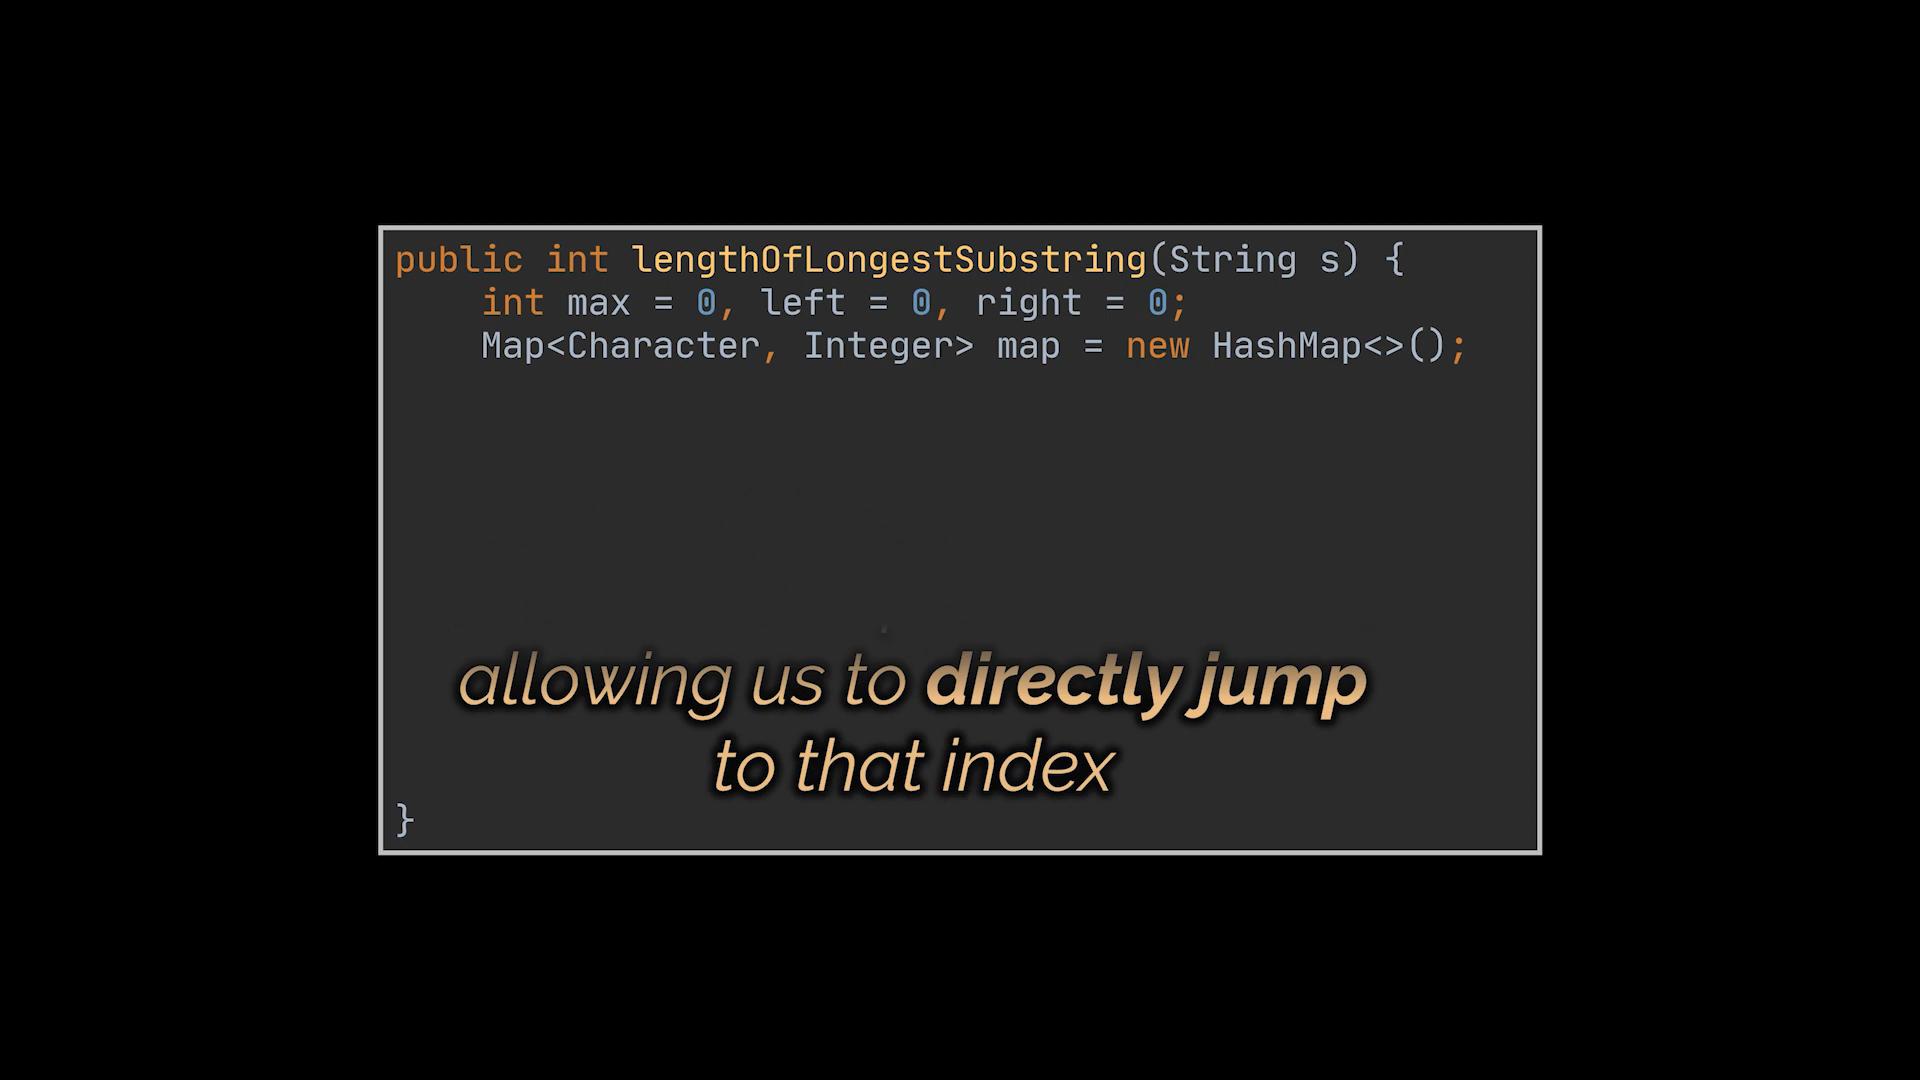 public int lengthOfLongestSubstring(String s) {
int max = 0, left = 0, right = 0;
Map<Character, Integer> map = new HashMap<>();
allowing us to directly jump
to that index
}